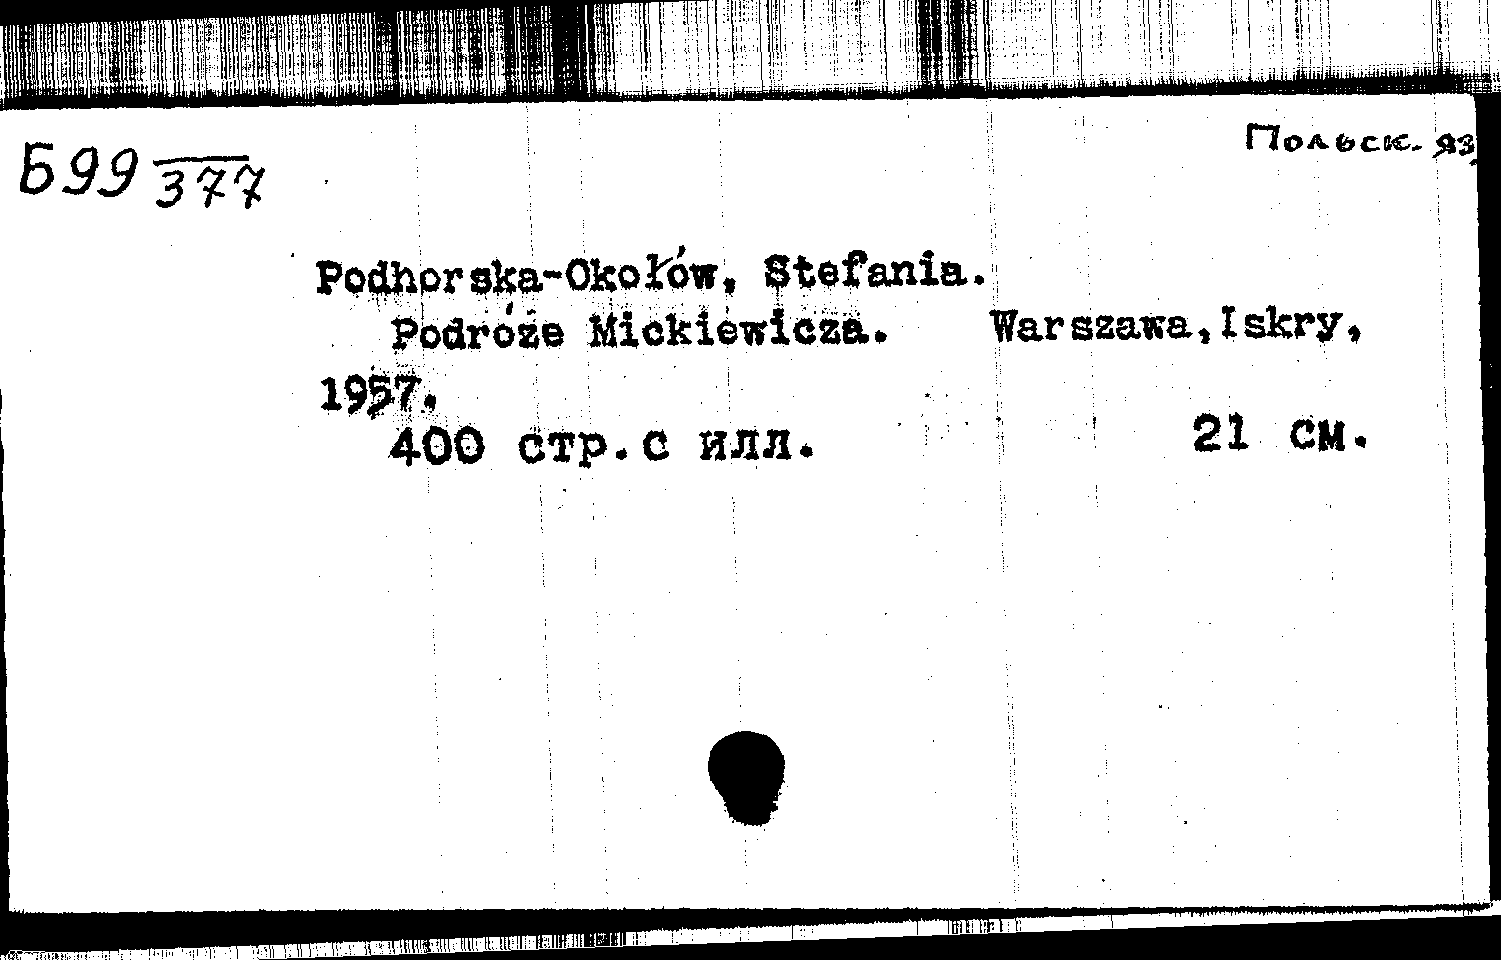 Польск. яз.
Б99 377
Podhorska-Okołów, Stefania.
Podróże Mickiewicza. Warszawa, Iskry,
1957.
400 стр. с илл. 21 см.